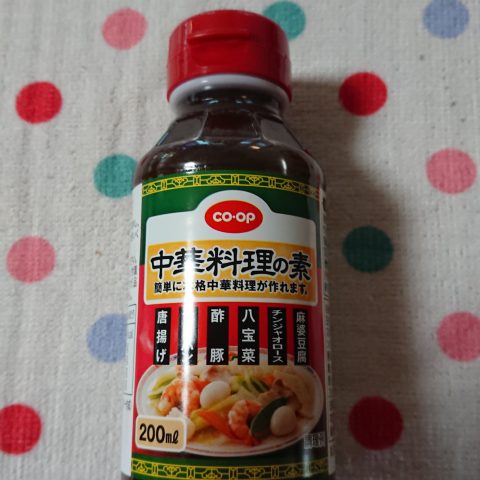 CO·OP
中華料理の素
簡単に本格中華料理が作れます。
麻婆豆腐
チンジャオロース
八宝菜
酢豚
唐揚げ
200ml